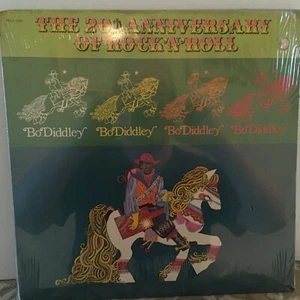 THE 20th ANNIVERSARY
OF ROCK 'N' ROLL
"Bo Diddley" "Bo Diddley" "Bo Diddley" "Bo Diddley"